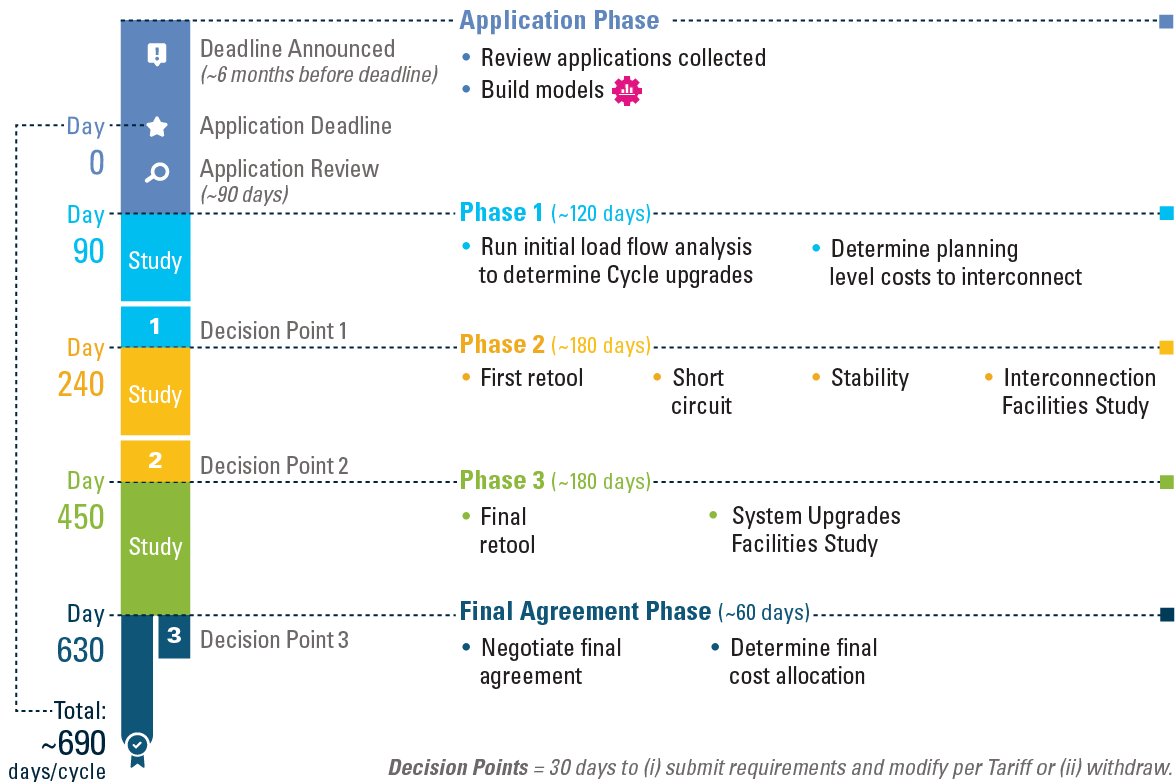 Application Phase
Deadline Announced
(~6 months before deadline)
• Review applications collected
• Build models
Day
0
Application Deadline
Application Review
(~90 days)
Day
90
Phase 1 (~120 days)
Study
• Run initial load flow analysis
to determine Cycle upgrades
• Determine planning
level costs to interconnect
1
Decision Point 1
Day
240
Phase 2 (~180 days)
Study
• First retool
• Short
circuit
• Stability
• Interconnection
Facilities Study
2
Decision Point 2
Day
450
Phase 3 (~180 days)
Study
• Final
retool
• System Upgrades
Facilities Study
Day
630
Final Agreement Phase (~60 days)
3
Decision Point 3
• Negotiate final
agreement
• Determine final
cost allocation
Total:
~690
days/cycle
Decision Points = 30 days to (i) submit requirements and modify per Tariff or (ii) withdraw.